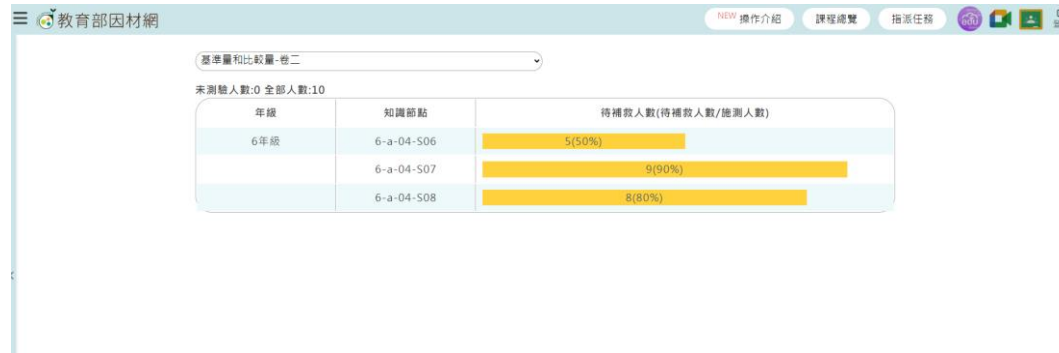 教育部因材網
NEW 操作介紹
課程總覽
指派任務
基準量和比較量-卷二
未測驗人數:0 全部人數:10
年級 知識節點 待補救人數(待補救人數/施測人數)
6年級 6-a-04-S06 5(50%)
6-a-04-S07 9(90%)
6-a-04-S08 8(80%)